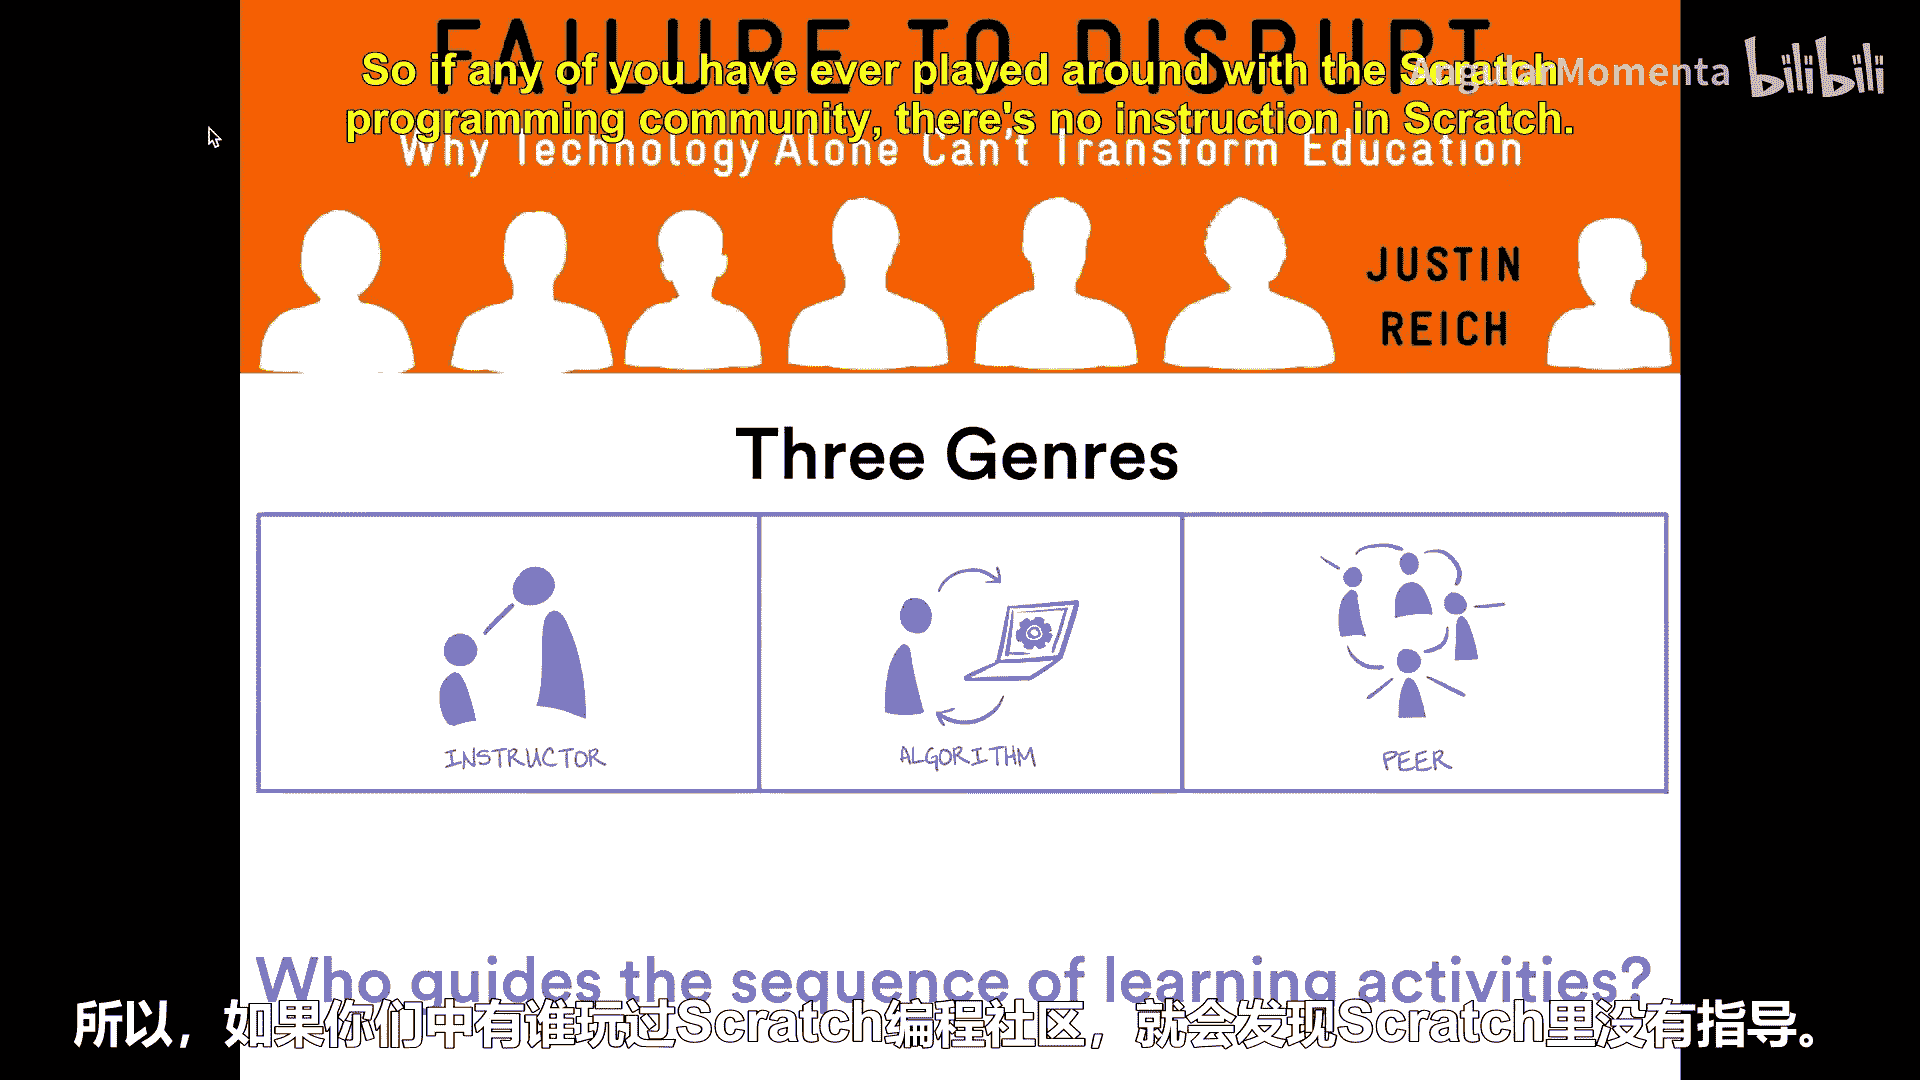 FAILURE TO DISRUPT
So if any of you have ever played around with the Scratch
AngularMomenta bilibili
programming community, there's no instruction in Scratch.
Why Technology Alone Can't Transform Education
JUSTIN
REICH
Three Genres
INSTRUCTOR
ALGORITHM
PEER
Who guides the sequence of learning activities?
所以，如果你们中有谁玩过Scratch编程社区，就会发现Scratch里没有指导。